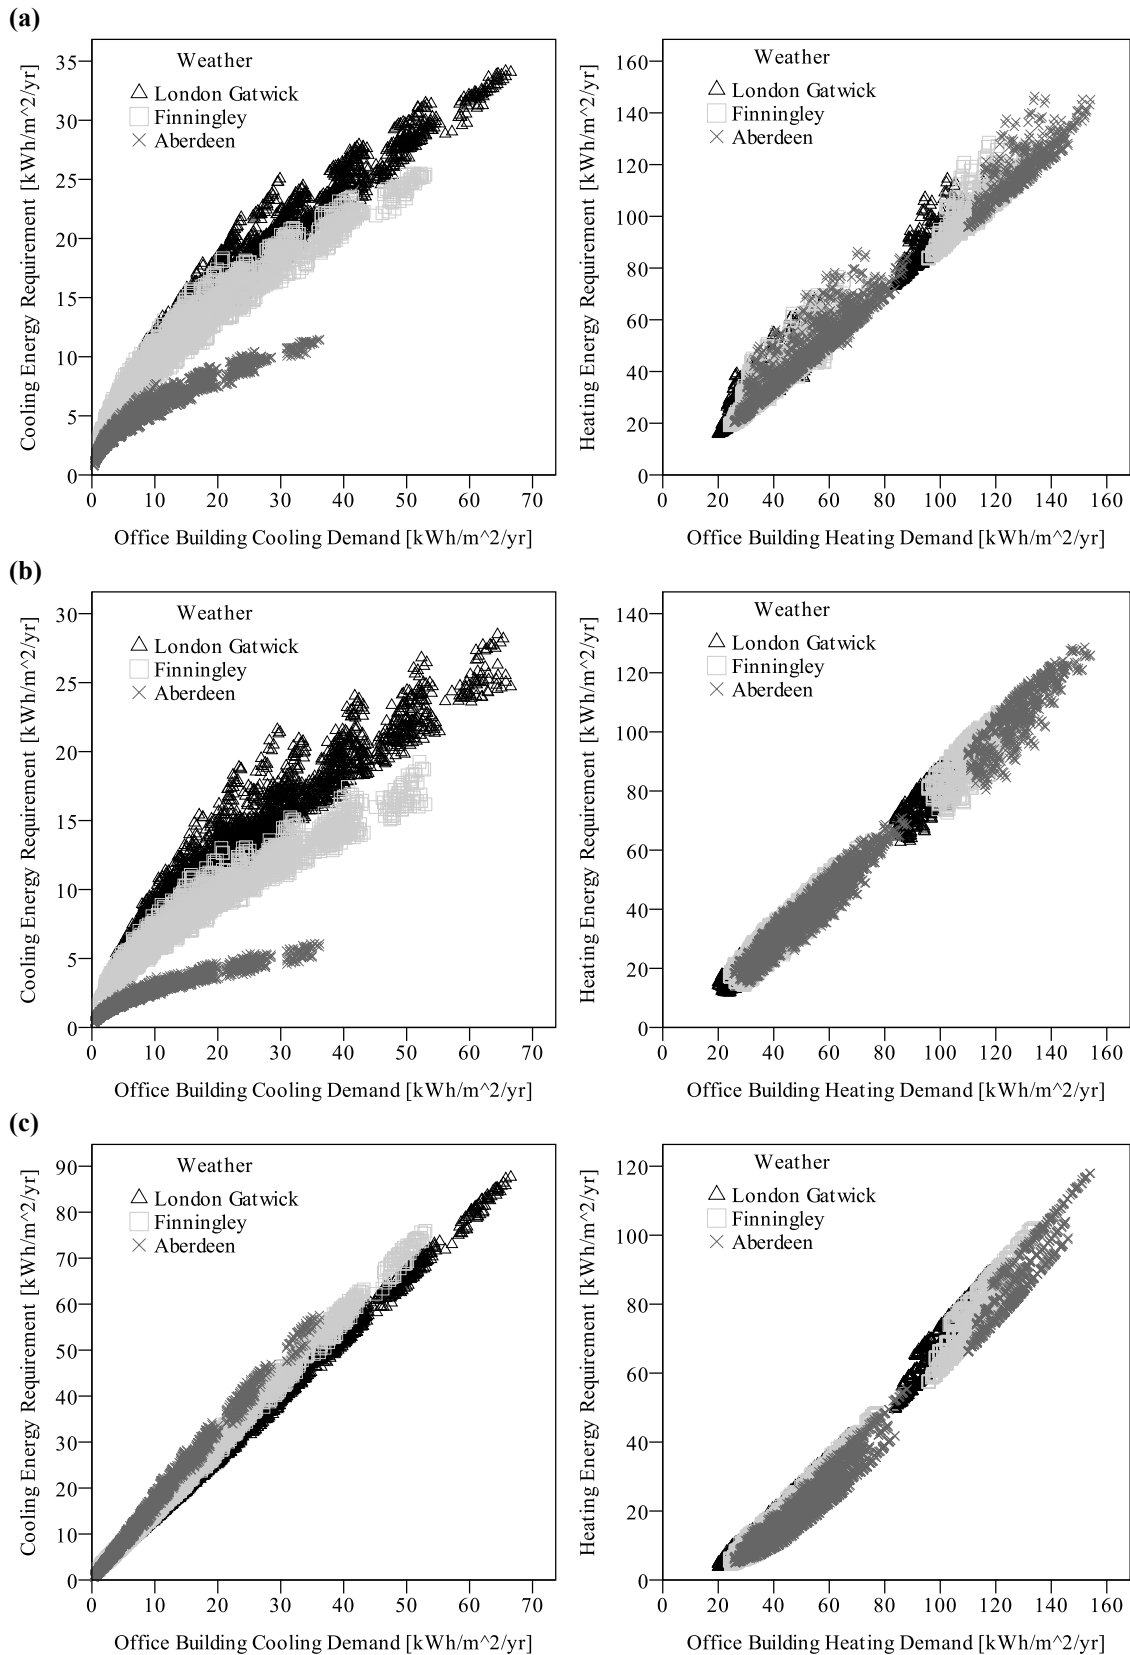 (a)
Cooling Energy Requirement [kWh/m^2/yr]
35
30
25
20
15
10
5
0
Weather
London Gatwick
Finningley
Aberdeen
0 10 20 30 40 50 60 70
Office Building Cooling Demand [kWh/m^2/yr]
Heating Energy Requirement [kWh/m^2/yr]
160
140
120
100
80
60
40
20
0
Weather
London Gatwick
Finningley
Aberdeen
0 20 40 60 80 100 120 140 160
Office Building Heating Demand [kWh/m^2/yr]
(b)
Cooling Energy Requirement [kWh/m^2/yr]
30
25
20
15
10
5
0
Weather
London Gatwick
Finningley
Aberdeen
0 10 20 30 40 50 60 70
Office Building Cooling Demand [kWh/m^2/yr]
Heating Energy Requirement [kWh/m^2/yr]
140
120
100
80
60
40
20
0
Weather
London Gatwick
Finningley
Aberdeen
0 20 40 60 80 100 120 140 160
Office Building Heating Demand [kWh/m^2/yr]
(c)
Cooling Energy Requirement [kWh/m^2/yr]
90
80
70
60
50
40
30
20
10
0
Weather
London Gatwick
Finningley
Aberdeen
0 10 20 30 40 50 60 70
Office Building Cooling Demand [kWh/m^2/yr]
Heating Energy Requirement [kWh/m^2/yr]
120
100
80
60
40
20
0
Weather
London Gatwick
Finningley
Aberdeen
0 20 40 60 80 100 120 140 160
Office Building Heating Demand [kWh/m^2/yr]